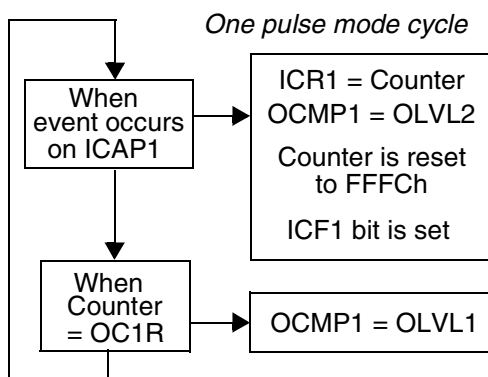 One pulse mode cycle
When
event occurs
on ICAP1
ICR1 = Counter
OCMP1 = OLVL2
Counter is reset
to FFFCh
ICF1 bit is set
When
Counter
= OC1R
OCMP1 = OLVL1